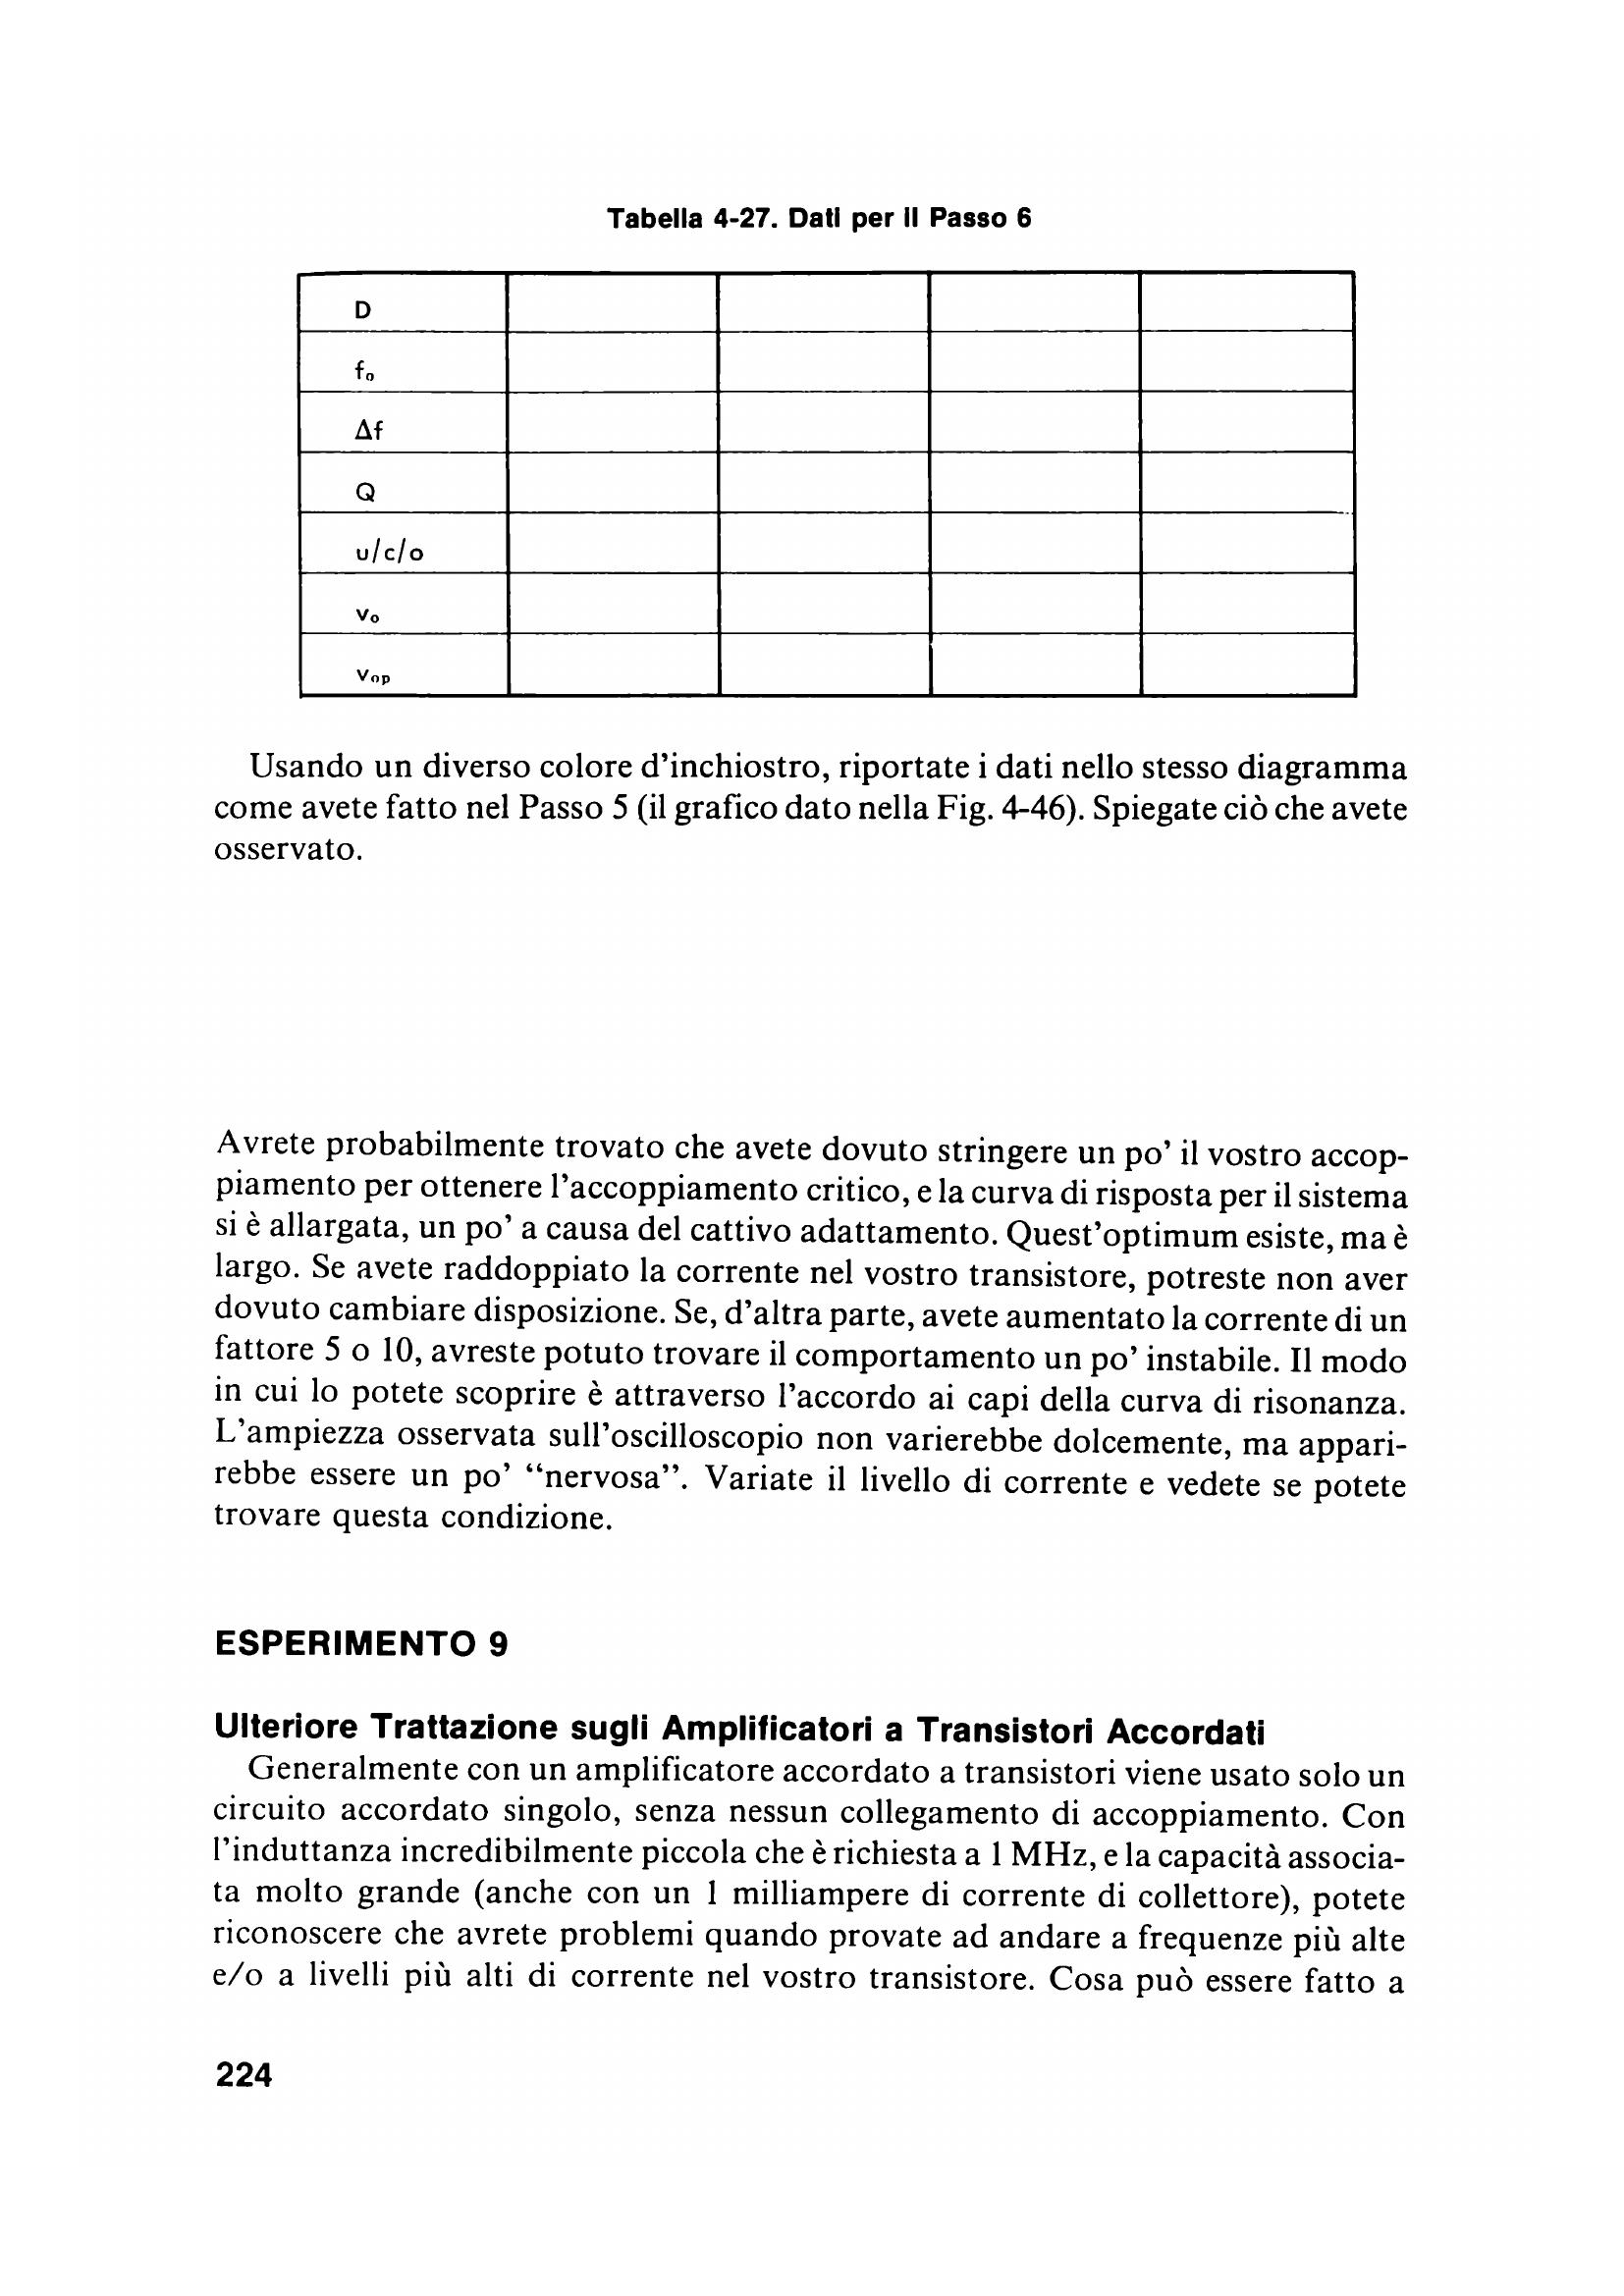 Tabella 4-27. Dati per il Passo 6
D
fo
Δf
Q
u/c/o
vo
vop
Usando un diverso colore d'inchiostro, riportate i dati nello stesso diagramma
come avete fatto nel Passo 5 (il grafico dato nella Fig. 4-46). Spiegate ciò che avete
osservato.
Avrete probabilmente trovato che avete dovuto stringere un po' il vostro accop-
piamento per ottenere l'accoppiamento critico, e la curva di risposta per il sistema
si è allargata, un po' a causa del cattivo adattamento. Quest'optimum esiste, ma è
largo. Se avete raddoppiato la corrente nel vostro transistore, potreste non aver
dovuto cambiare disposizione. Se, d'altra parte, avete aumentato la corrente di un
fattore 5 o 10, avreste potuto trovare il comportamento un po' instabile. Il modo
in cui lo potete scoprire è attraverso l'accordo ai capi della curva di risonanza.
L'ampiezza osservata sull'oscilloscopio non varierebbe dolcemente, ma appari-
rebbe essere un po' “nervosa”. Variate il livello di corrente e vedete se potete
trovare questa condizione.
ESPERIMENTO 9
Ulteriore Trattazione sugli Amplificatori a Transistori Accordati
Generalmente con un amplificatore accordato a transistori viene usato solo un
circuito accordato singolo, senza nessun collegamento di accoppiamento. Con
l'induttanza incredibilmente piccola che è richiesta a 1 MHz, e la capacità associa-
ta molto grande (anche con un 1 milliampere di corrente di collettore), potete
riconoscere che avrete problemi quando provate ad andare a frequenze più alte
e/o a livelli più alti di corrente nel vostro transistore. Cosa può essere fatto a
224